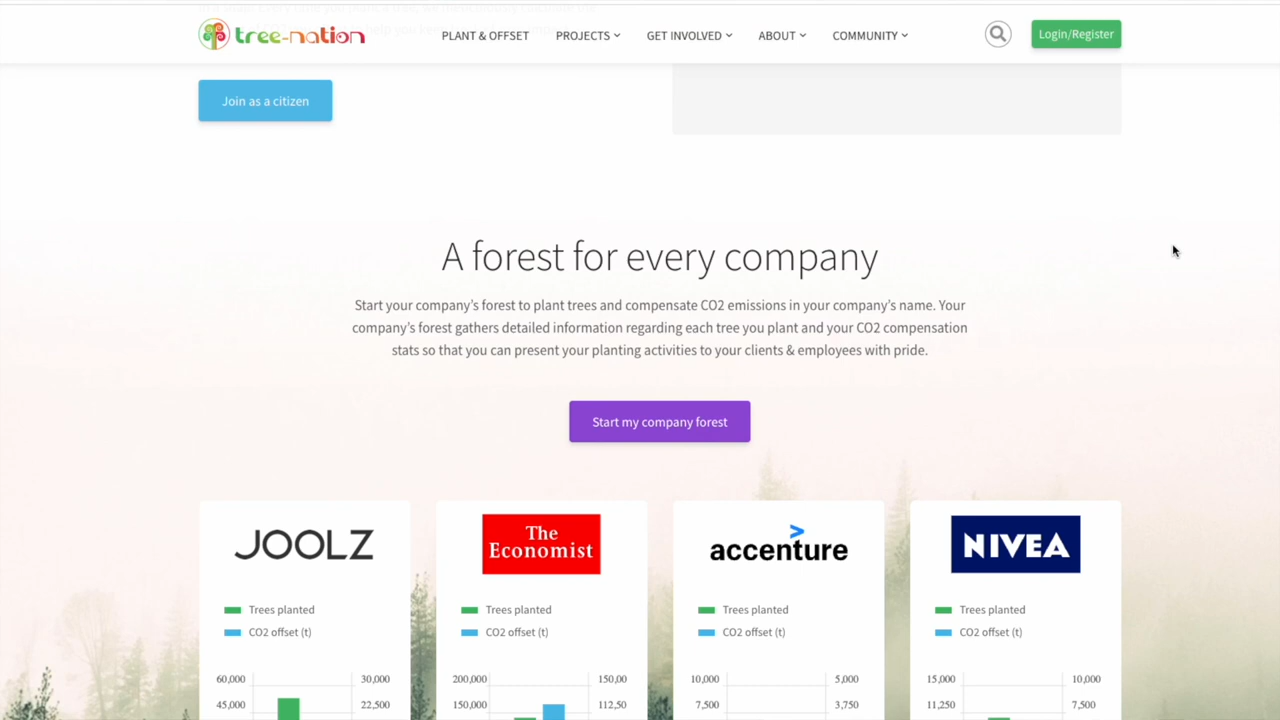 tree-nation
PLANT & OFFSET PROJECTS GET INVOLVED ABOUT COMMUNITY
Login/Register
Join as a citizen
A forest for every company
Start your company's forest to plant trees and compensate CO2 emissions in your company's name. Your
company's forest gathers detailed information regarding each tree you plant and your CO2 compensation
stats so that you can present your planting activities to your clients & employees with pride.
Start my company forest
JOOLZ
Trees planted
CO2 offset (t)
60,000 30,000
45,000 22,500
The
Economist
Trees planted
CO2 offset (t)
200,000 150,00
150,000 112,50
accenture
Trees planted
CO2 offset (t)
10,000 5,000
7,500 3,750
NIVEA
Trees planted
CO2 offset (t)
15,000 10,000
11,250 7,500